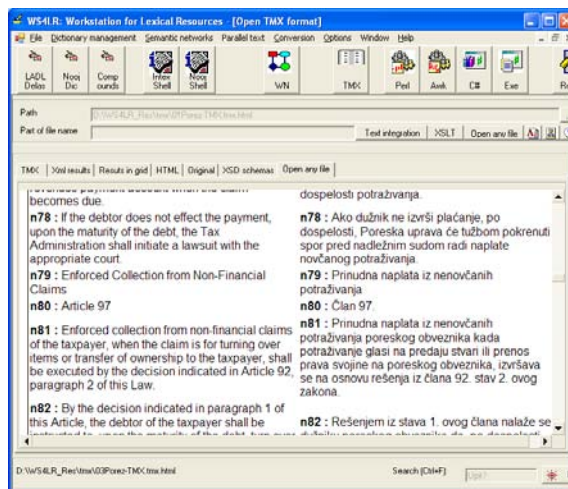 WS4LR: Workstation for Lexical Resources - [Open TMX format]
File Dictionary management Semantic networks Parallel text Conversion Options Window Help
LADL Delas
Nooj Dic
Comp ounds
Intex Shell
Nooj Shell
WN
TMX
Perl
Awk
C#
Exe
Path
Part of file name
Text integration
XSLT
Open any file
TMX
Xml results
Resuts in grid
HTML
Original
XSD schemas
Open any file
becomes due.
n78 : If the debtor does not effect the payment,
upon the maturity of the debt, the Tax
Administration shall initiate a lawsuit with the
appropriate court.
n79 : Enforced Collection from Non-Financial
Claims
n80 : Article 97
n81 : Enforced collection from non-financial claims
of the taxpayer, when the claim is for turning over
items or transfer of ownership to the taxpayer, shall
be executed by the decision indicated in Article 92,
paragraph 2 of this Law.
n82 : By the decision indicated in paragraph 1 of
this Article, the debtor of the taxpayer shall be
dospelosti potraživanja.
n78 : Ako dužnik ne izvrši plaćanje, po
dospelosti, Poreska uprava će tužbom pokrenuti
spor pred nadležnim sudom radi naplate
novčanog potraživanja.
n79 : Prinudna naplata iz nenovčanih
potraživanja
n80 : Član 97.
n81 : Prinudna naplata iz nenovčanih
potraživanja poreskog obveznika kada
potraživanje glasi na predaju stvari ili prenos
prava svojine na poreskog obveznika, izvršava
se na osnovu rešenja iz člana 92. stav 2. ovog
zakona.
n82 : Rešenjem iz stava 1. ovog člana nalaže se
D:\WS4LR_Res\tmx\03Porez-TMX.tmx.html
Search (Ctrl+F):